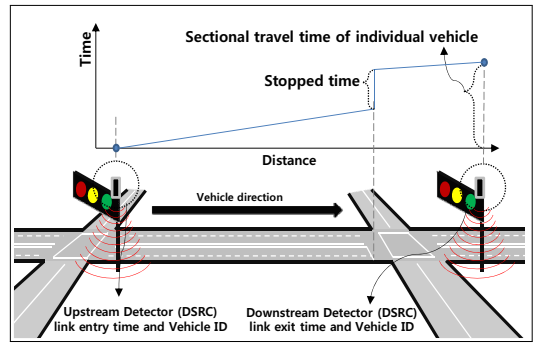 Time
Sectional travel time of individual vehicle
Stopped time
Distance
Vehicle direction
Upstream Detector (DSRC)
link entry time and Vehicle ID
Downstream Detector (DSRC)
link exit time and Vehicle ID